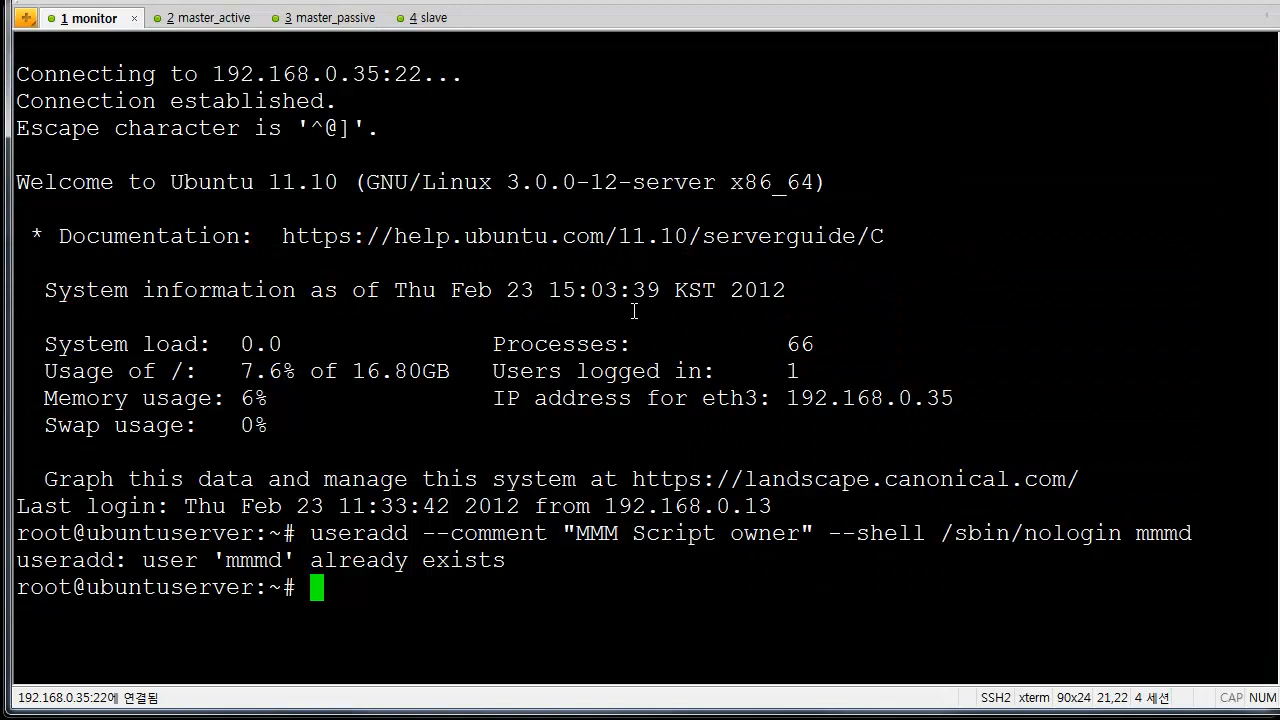 1 monitor × 2 master_active 3 master_passive 4 slave
Connecting to 192.168.0.35:22...
Connection established.
Escape character is '^@]'.
Welcome to Ubuntu 11.10 (GNU/Linux 3.0.0-12-server x86_64)
* Documentation:  https://help.ubuntu.com/11.10/serverguide/C
System information as of Thu Feb 23 15:03:39 KST 2012
System load:  0.0               Processes:           66
Usage of /:   7.6% of 16.80GB   Users logged in:     1
Memory usage: 6%                IP address for eth3: 192.168.0.35
Swap usage:   0%
Graph this data and manage this system at https://landscape.canonical.com/
Last login: Thu Feb 23 11:33:42 2012 from 192.168.0.13
root@ubuntuserver:~# useradd --comment "MMM Script owner" --shell /sbin/nologin mmmd
useradd: user 'mmmd' already exists
root@ubuntuserver:~#
192.168.0.35:22에 연결됨 SSH2 xterm 90x24 21,22 4 세션 CAP NUM